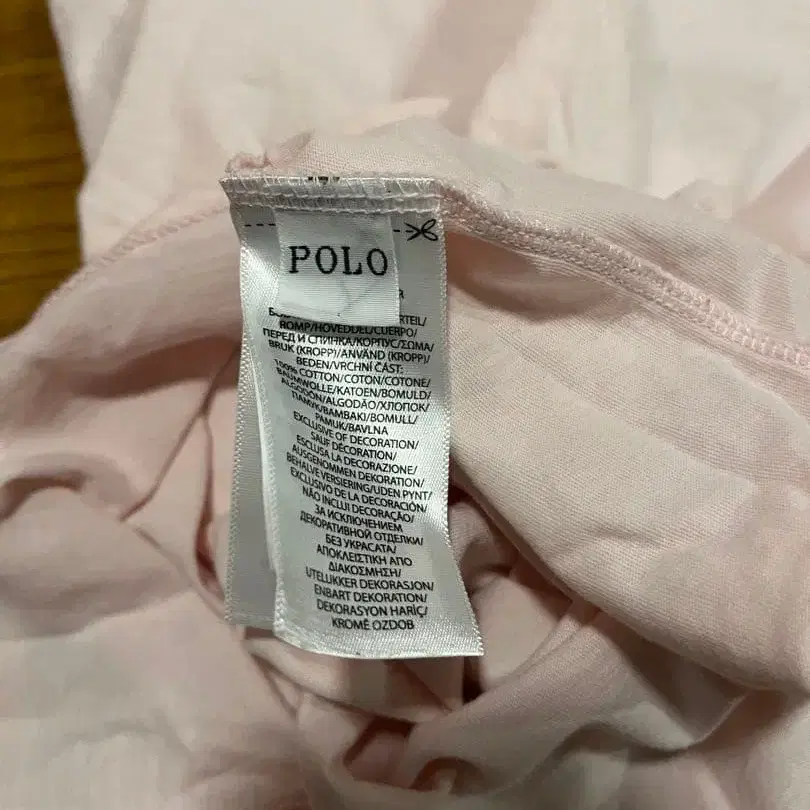 POLO
RTEIL/
ROMP/HOVEDDEL/CUERPO/
ПЕРЕД И СПИНКА/КОРПУС/ΣΩΜΑ/
BRUK (KROPP)/ANVÄND (KROPP)/
BEDEN/VRCHNÍ ČÁST:
100% COTTON/COTON/COTONE/
BAUMWOLLE/KATOEN/BOMULD/
ALGODÓN/ALGODÃO/ХЛОПОК/
ПАМУК/ΒΑΜΒΑΚΙ/BOMULL/
PAMUK/BAVLNA
EXCLUSIVE OF DECORATION/
SAUF DÉCORATION/
ESCLUSA LA DECORAZIONE/
AUSGENOMMEN DEKORATION/
BEHALVE VERSIERING/UDEN PYNT/
EXCLUSIVO DE LA DECORACIÓN/
NÃO INCLUI DECORAÇÃO/
ЗА ИСКЛЮЧЕНИЕМ
ДЕКОРАТИВНОЙ ОТДЕЛКИ/
БЕЗ УКРАСАТА/
ΑΠΟΚΛΕΙΣΤΙΚΗ ΑΠΟ
ΔΙΑΚΟΣΜΗΣΗ/
UTELUKKER DEKORASJON/
ENBART DEKORATION/
DEKORASYON HARİÇ/
KROMĚ OZDOB